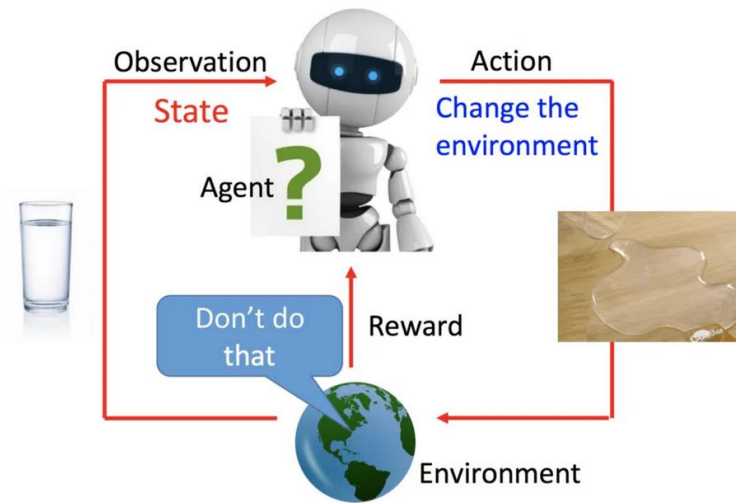 Observation
Action
State
Change the
environment
Agent
?
Don’t do
that
Reward
Environment